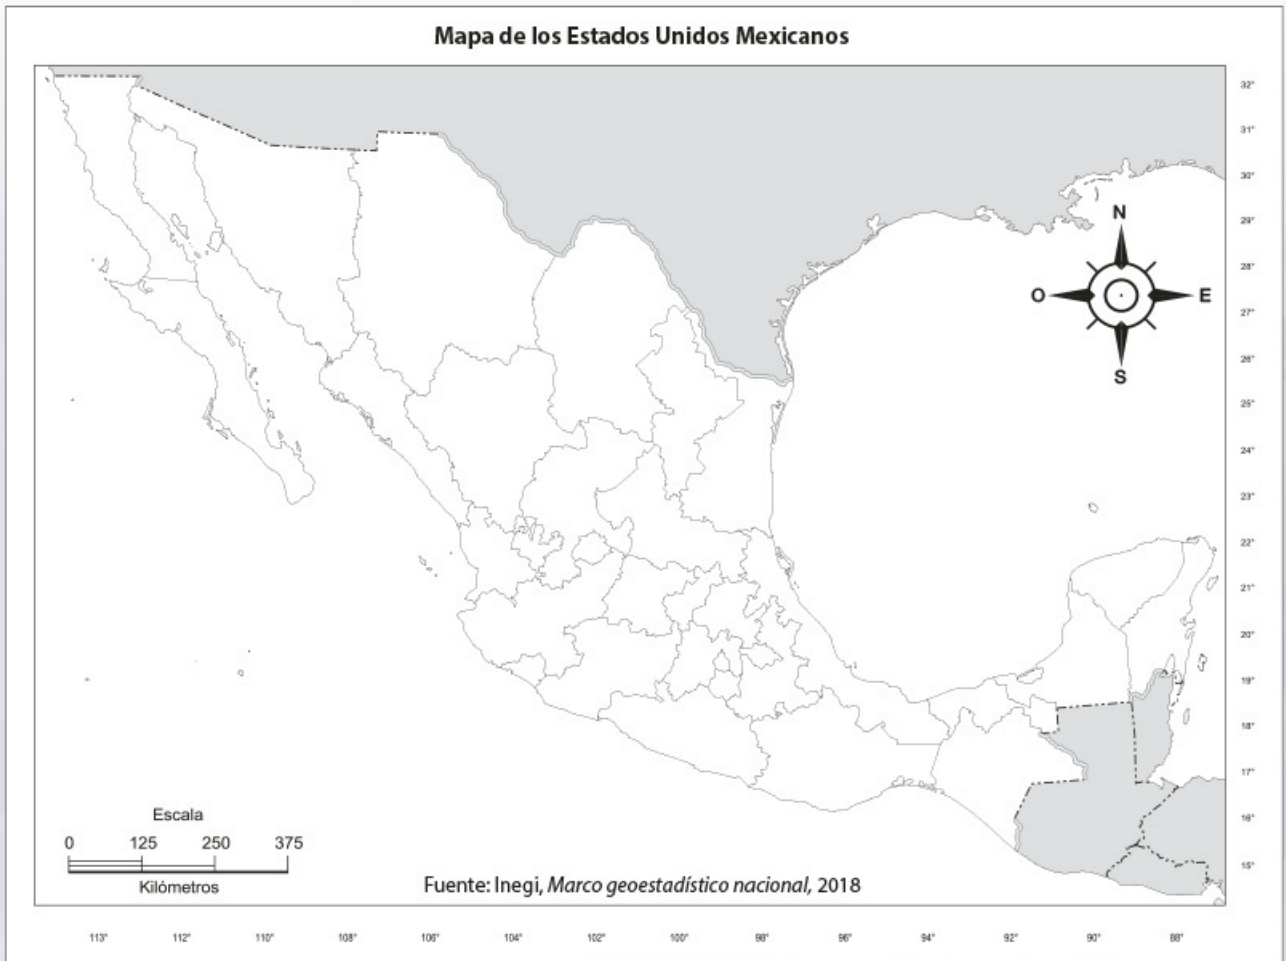 Mapa de los Estados Unidos Mexicanos
32°
31°
30°
N
29°
28°
O
E
27°
26°
S
25°
24°
23°
22°
21°
20°
19°
18°
17°
Escala
16°
0 125 250 375
15°
Kilómetros
Fuente: Inegi, Marco geoestadístico nacional, 2018
113° 112° 110° 108° 106° 104° 102° 100° 98° 96° 94° 92° 90° 88°